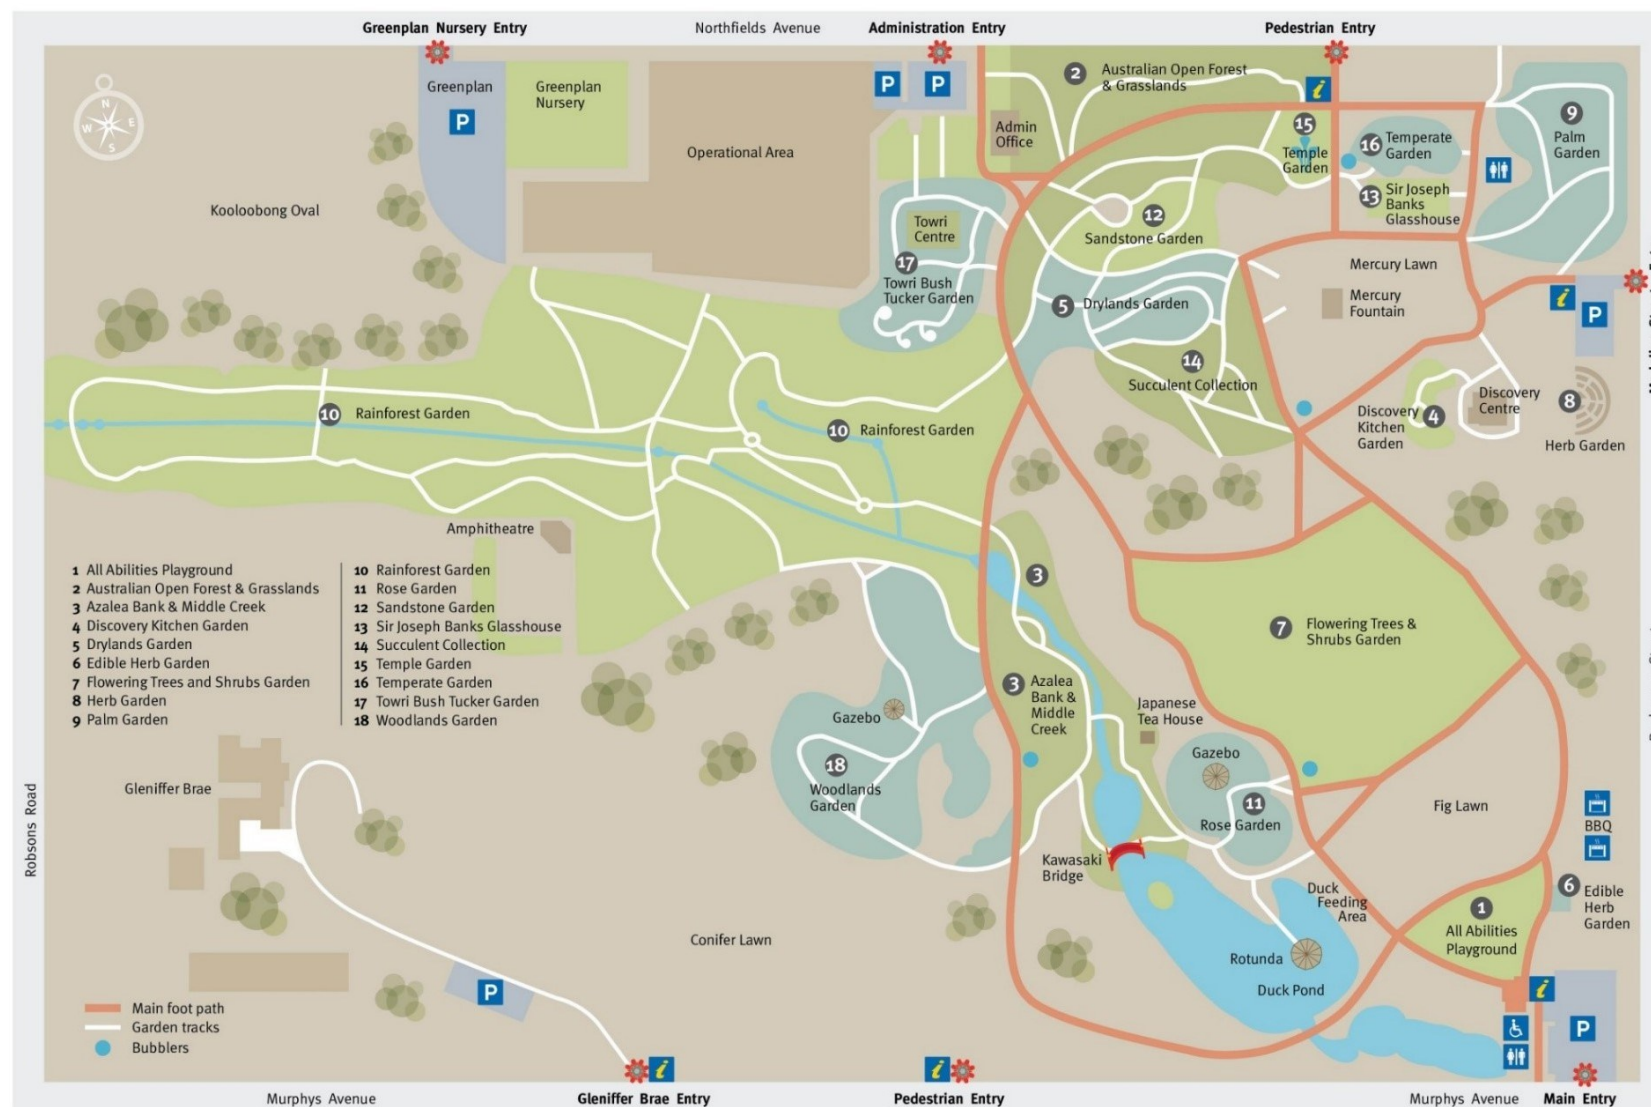 Greenplan Nursery Entry
Northfields Avenue
Administration Entry
Pedestrian Entry
Greenplan
P
Greenplan
Nursery
Operational Area
P
P
Admin
Office
2
Australian Open Forest
& Grasslands
i
15
Temple
Garden
16
Temperate
Garden
13
Sir Joseph
Banks
Glasshouse
9
Palm
Garden
N
W
E
S
Kooloobong Oval
Towri
Centre
17
Towri Bush
Tucker Garden
12
Sandstone Garden
5
Drylands Garden
Mercury Lawn
Mercury
Fountain
i
P
14
Succulent Collection
Discovery
Kitchen
Garden
4
Discovery
Centre
8
Herb Garden
10
Rainforest Garden
10
Rainforest Garden
Amphitheatre
1 All Abilities Playground
2 Australian Open Forest & Grasslands
3 Azalea Bank & Middle Creek
4 Discovery Kitchen Garden
5 Drylands Garden
6 Edible Herb Garden
7 Flowering Trees and Shrubs Garden
8 Herb Garden
9 Palm Garden
10 Rainforest Garden
11 Rose Garden
12 Sandstone Garden
13 Sir Joseph Banks Glasshouse
14 Succulent Collection
15 Temple Garden
16 Temperate Garden
17 Towri Bush Tucker Garden
18 Woodlands Garden
3
7
Flowering Trees &
Shrubs Garden
3
Azalea
Bank &
Middle
Creek
Japanese
Tea House
Gazebo
Gazebo
18
Woodlands
Garden
11
Rose Garden
Fig Lawn
BBQ
Gleniffer Brae
Robsons Road
Kawasaki
Bridge
Duck
Feeding
Area
1
All Abilities
Playground
6
Edible
Herb
Garden
Conifer Lawn
Rotunda
Duck Pond
P
i
P
Main foot path
Garden tracks
Bubblers
i
i
Murphys Avenue
Gleniffer Brae Entry
Pedestrian Entry
Murphys Avenue
Main Entry